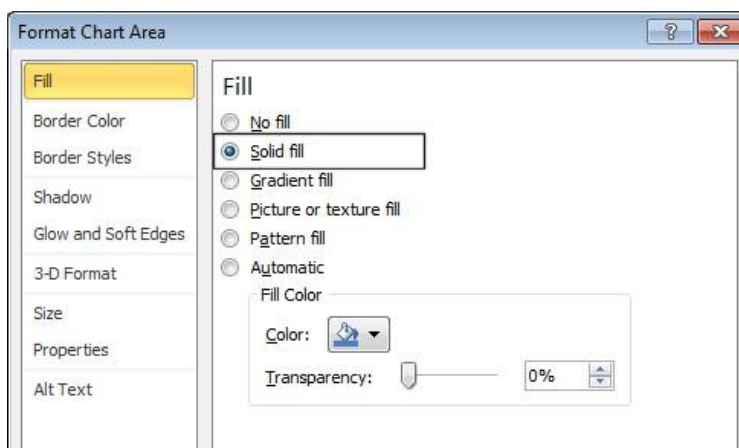 Format Chart Area
Fill
Border Color
Border Styles
Shadow
Glow and Soft Edges
3-D Format
Size
Properties
Alt Text
Fill
No fill
Solid fill
Gradient fill
Picture or texture fill
Pattern fill
Automatic
Fill Color
Color:
Transparency: 0%